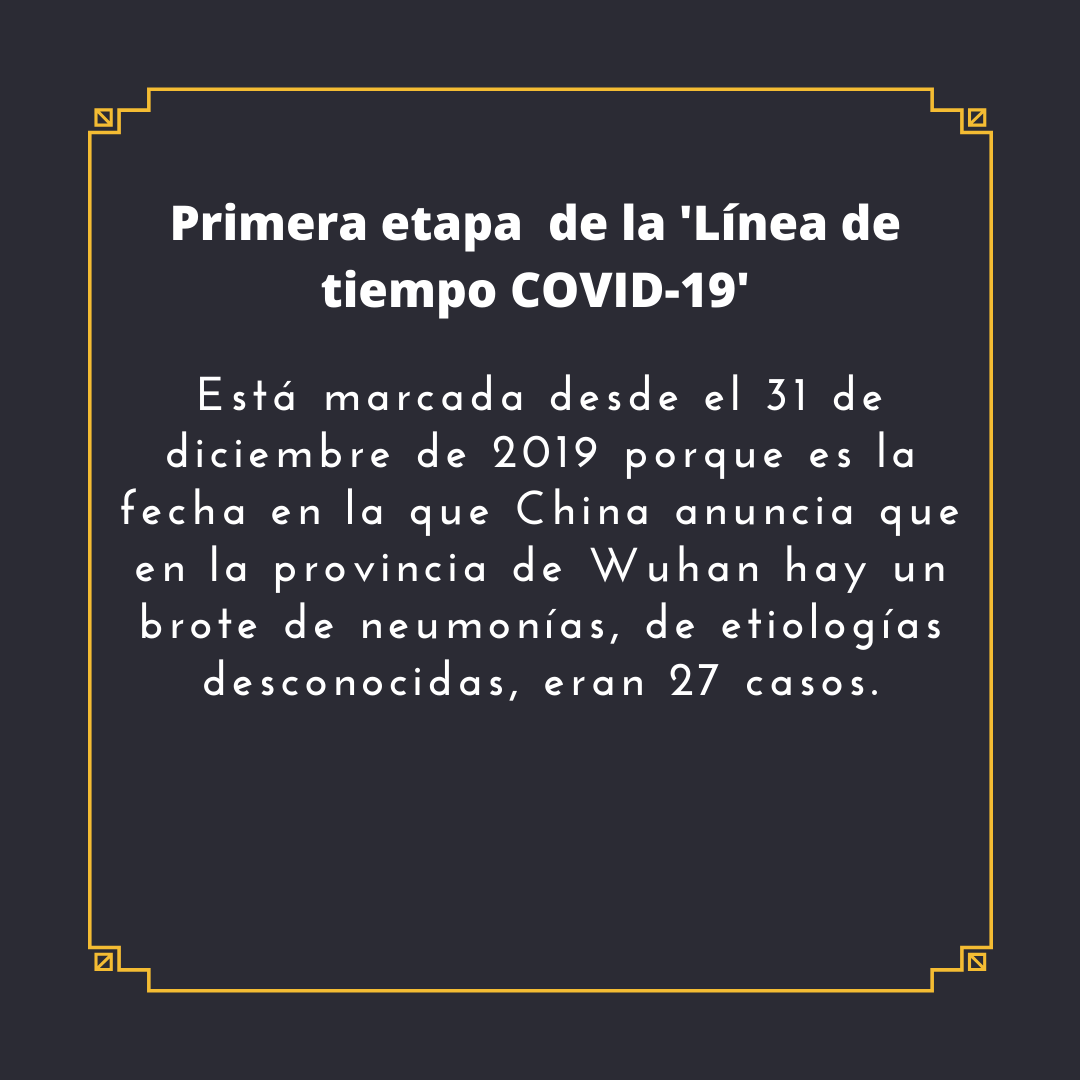 Primera etapa  de la 'Línea de
tiempo COVID-19'
Está marcada desde el 31 de
diciembre de 2019 porque es la
fecha en la que China anuncia que
en la provincia de Wuhan hay un
brote de neumonías, de etiologías
desconocidas, eran 27 casos.